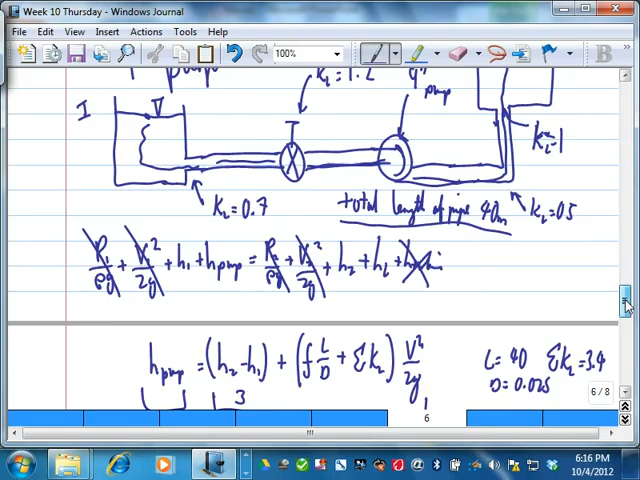 Week 10 Thursday - Windows Journal
File Edit View Insert Actions Tools Help
100%
B
pump
K_L=1.2
pump
I
K_L=1
K_L=0.7
total length of pipe 40m
K_L=0.5
P₁/ρg + V₁²/2g + h₁ + h_pump = P₂/ρg + V₂²/2g + h₂ + h_L +
h_pump = (h₂-h₁) + (f L/D + ΣK_L) V²/2g
L=40 ΣK_L=3.4
D=0.025
3
6 / 8
6
6:16 PM
10/4/2012